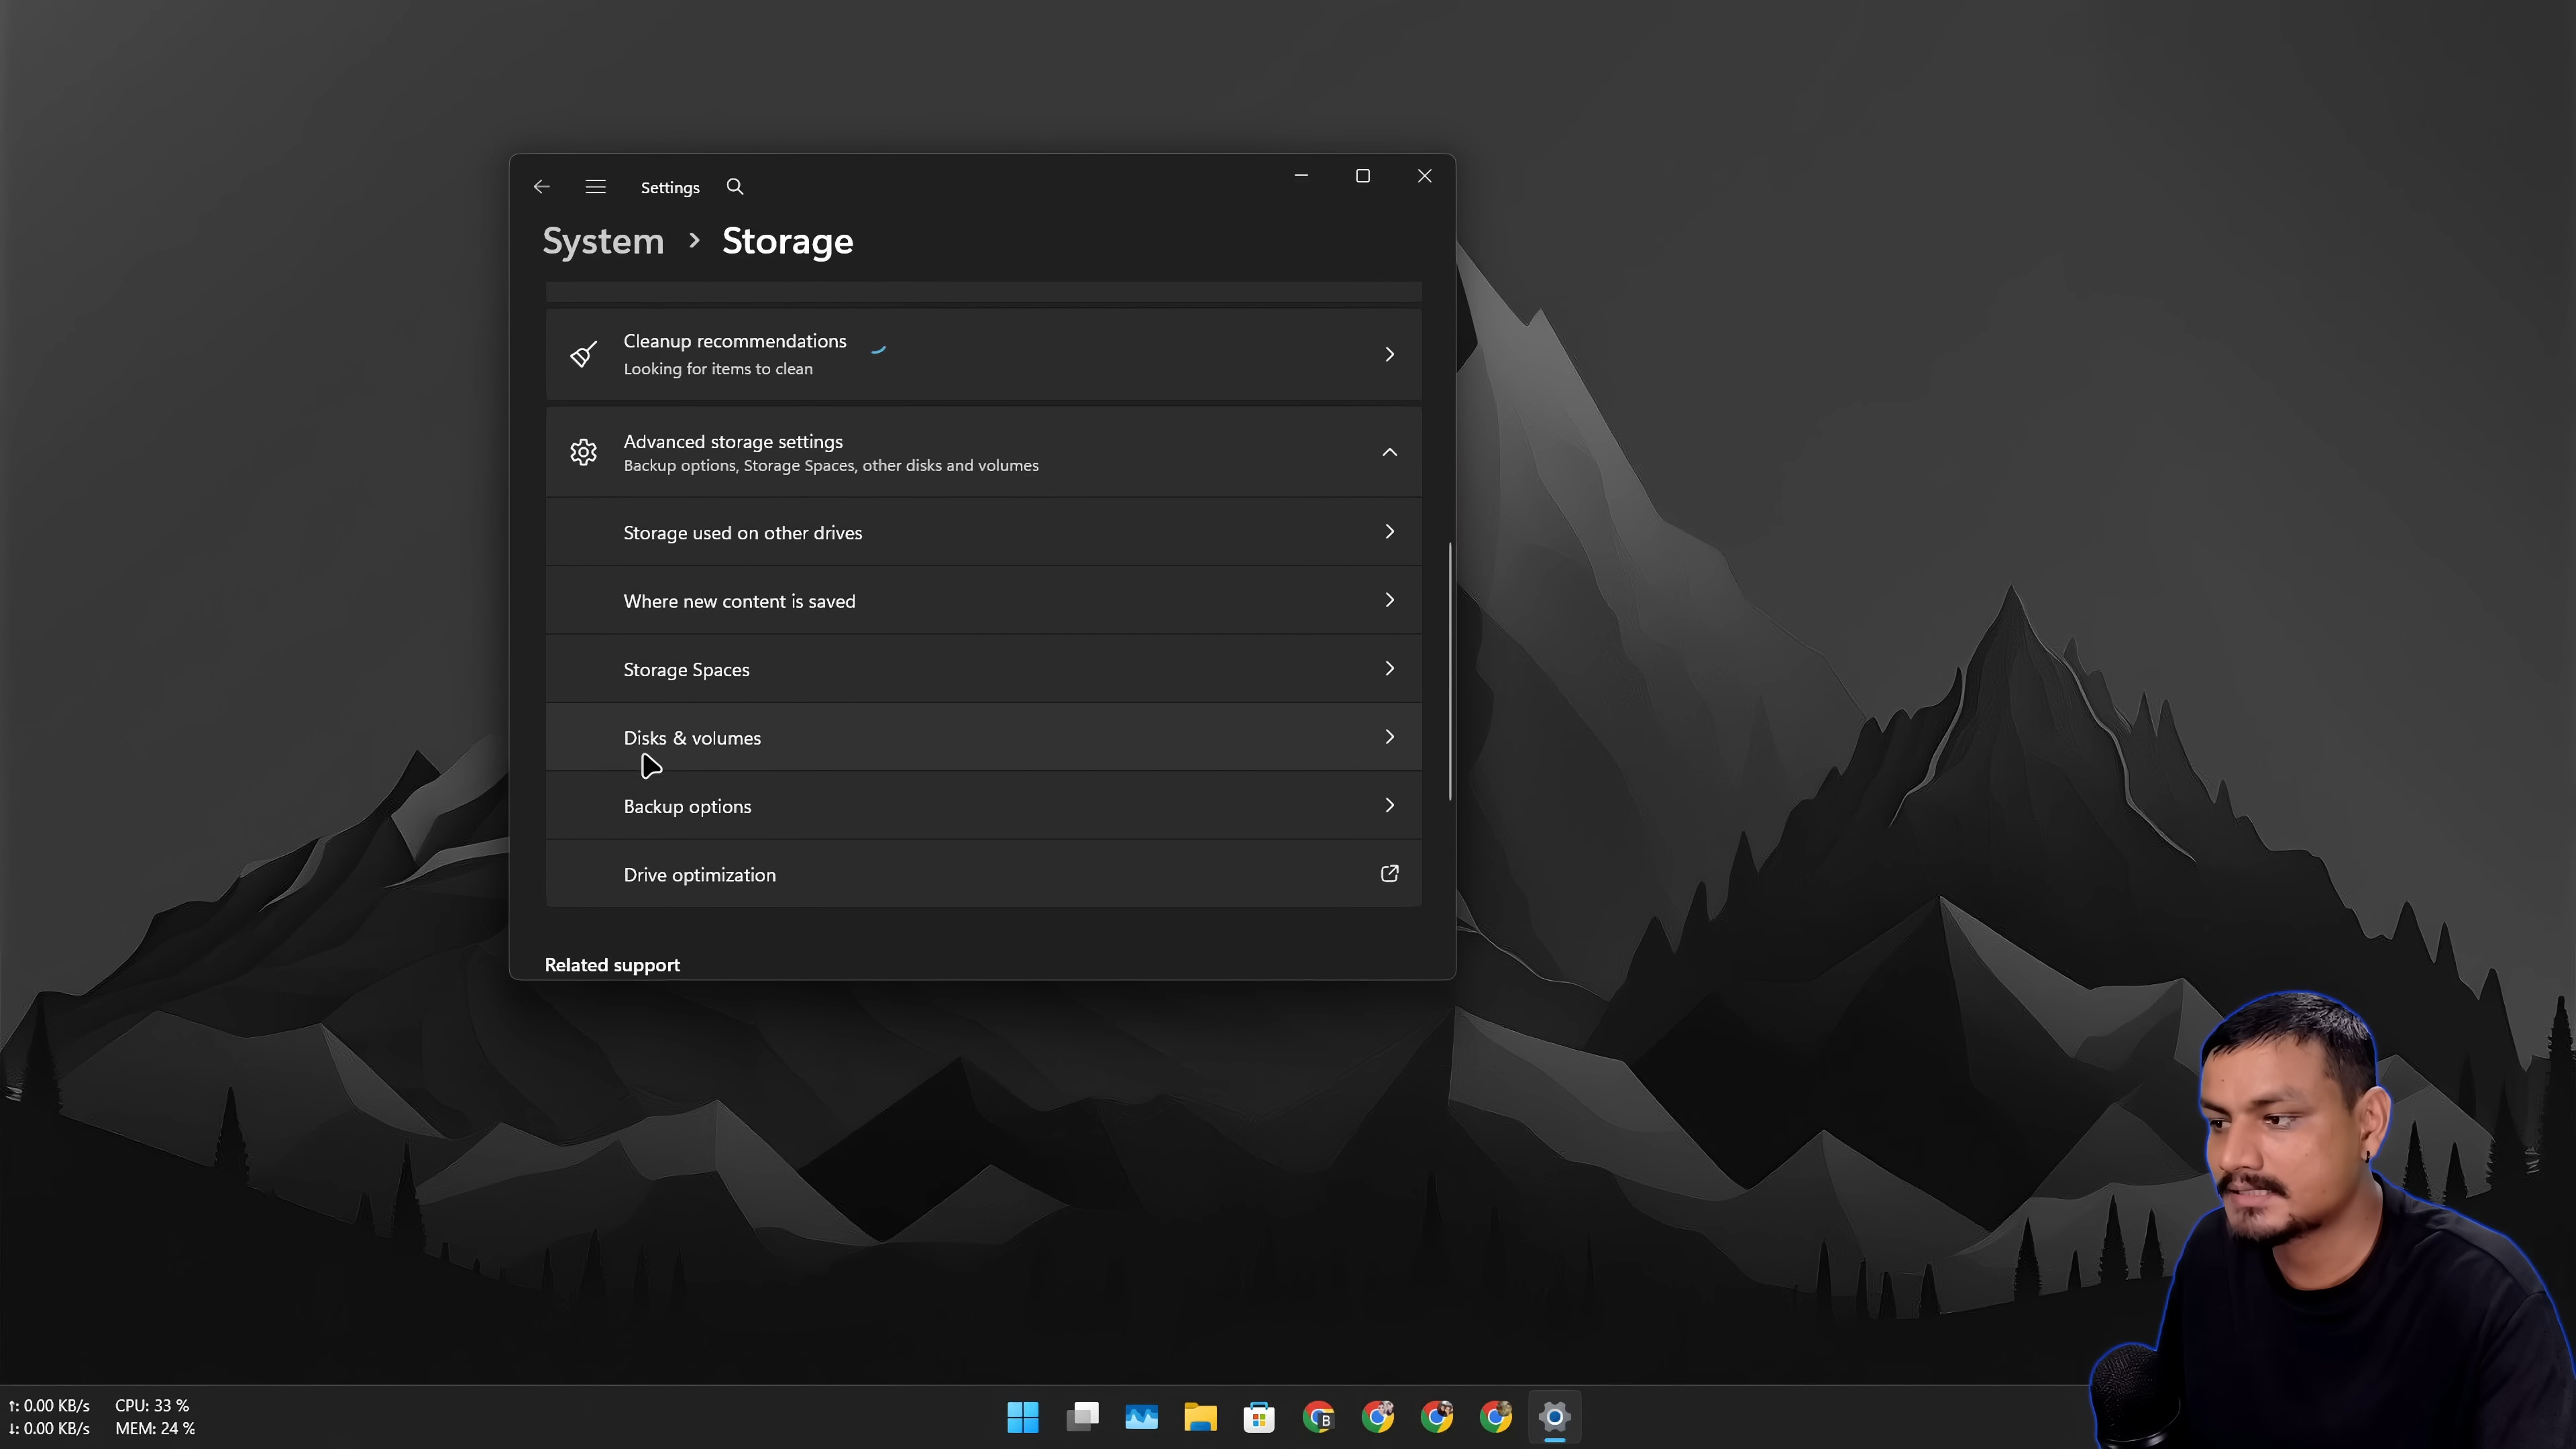 Settings
System > Storage
Cleanup recommendations
Looking for items to clean
Advanced storage settings
Backup options, Storage Spaces, other disks and volumes
Storage used on other drives
Where new content is saved
Storage Spaces
Disks & volumes
Backup options
Drive optimization
Related support
↑: 0.00 KB/s CPU: 33 %
↓: 0.00 KB/s MEM: 24 %
B